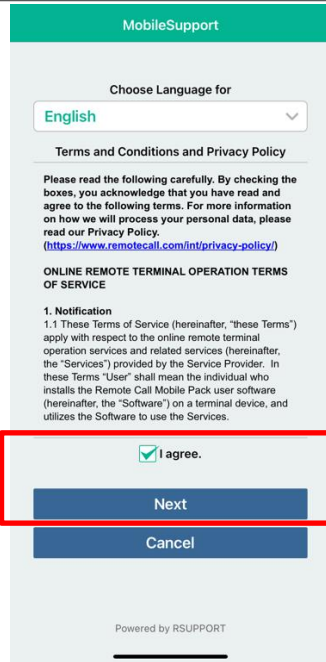 MobileSupport
Choose Language for
English
Terms and Conditions and Privacy Policy
Please read the following carefully. By checking the
boxes, you acknowledge that you have read and
agree to the following terms. For more information
on how we will process your personal data, please
read our Privacy Policy.
(https://www.remotecall.com/int/privacy-policy/)
ONLINE REMOTE TERMINAL OPERATION TERMS
OF SERVICE
1. Notification
1.1 These Terms of Service (hereinafter, “these Terms”)
apply with respect to the online remote terminal
operation services and related services (hereinafter,
the “Services”) provided by the Service Provider. In
these Terms “User” shall mean the individual who
installs the Remote Call Mobile Pack user software
(hereinafter, the “Software”) on a terminal device, and
utilizes the Software to use the Services.
I agree.
Next
Cancel
Powered by RSUPPORT